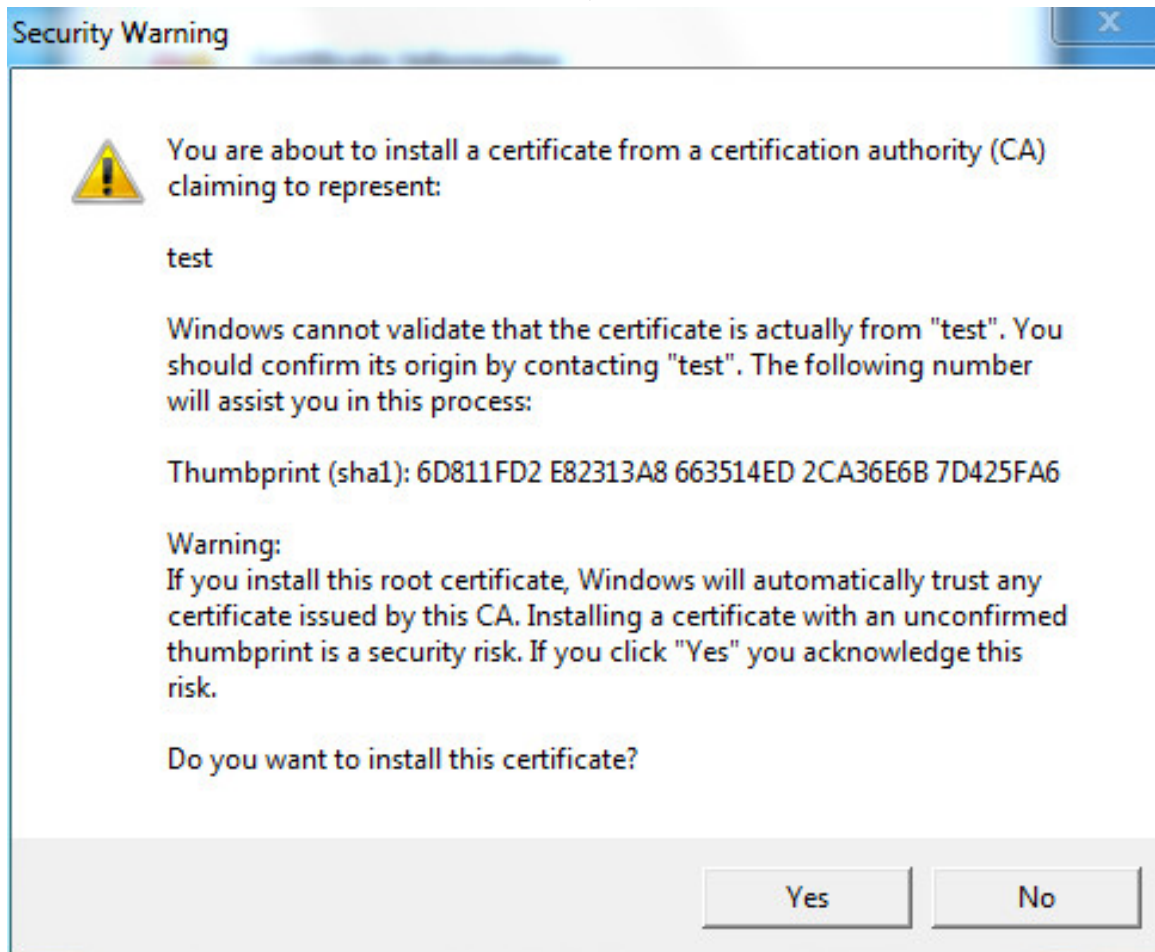 Security Warning
You are about to install a certificate from a certification authority (CA)
claiming to represent:
test
Windows cannot validate that the certificate is actually from "test". You
should confirm its origin by contacting "test". The following number
will assist you in this process:
Thumbprint (sha1): 6D811FD2 E82313A8 663514ED 2CA36E6B 7D425FA6
Warning:
If you install this root certificate, Windows will automatically trust any
certificate issued by this CA. Installing a certificate with an unconfirmed
thumbprint is a security risk. If you click "Yes" you acknowledge this
risk.
Do you want to install this certificate?
Yes
No